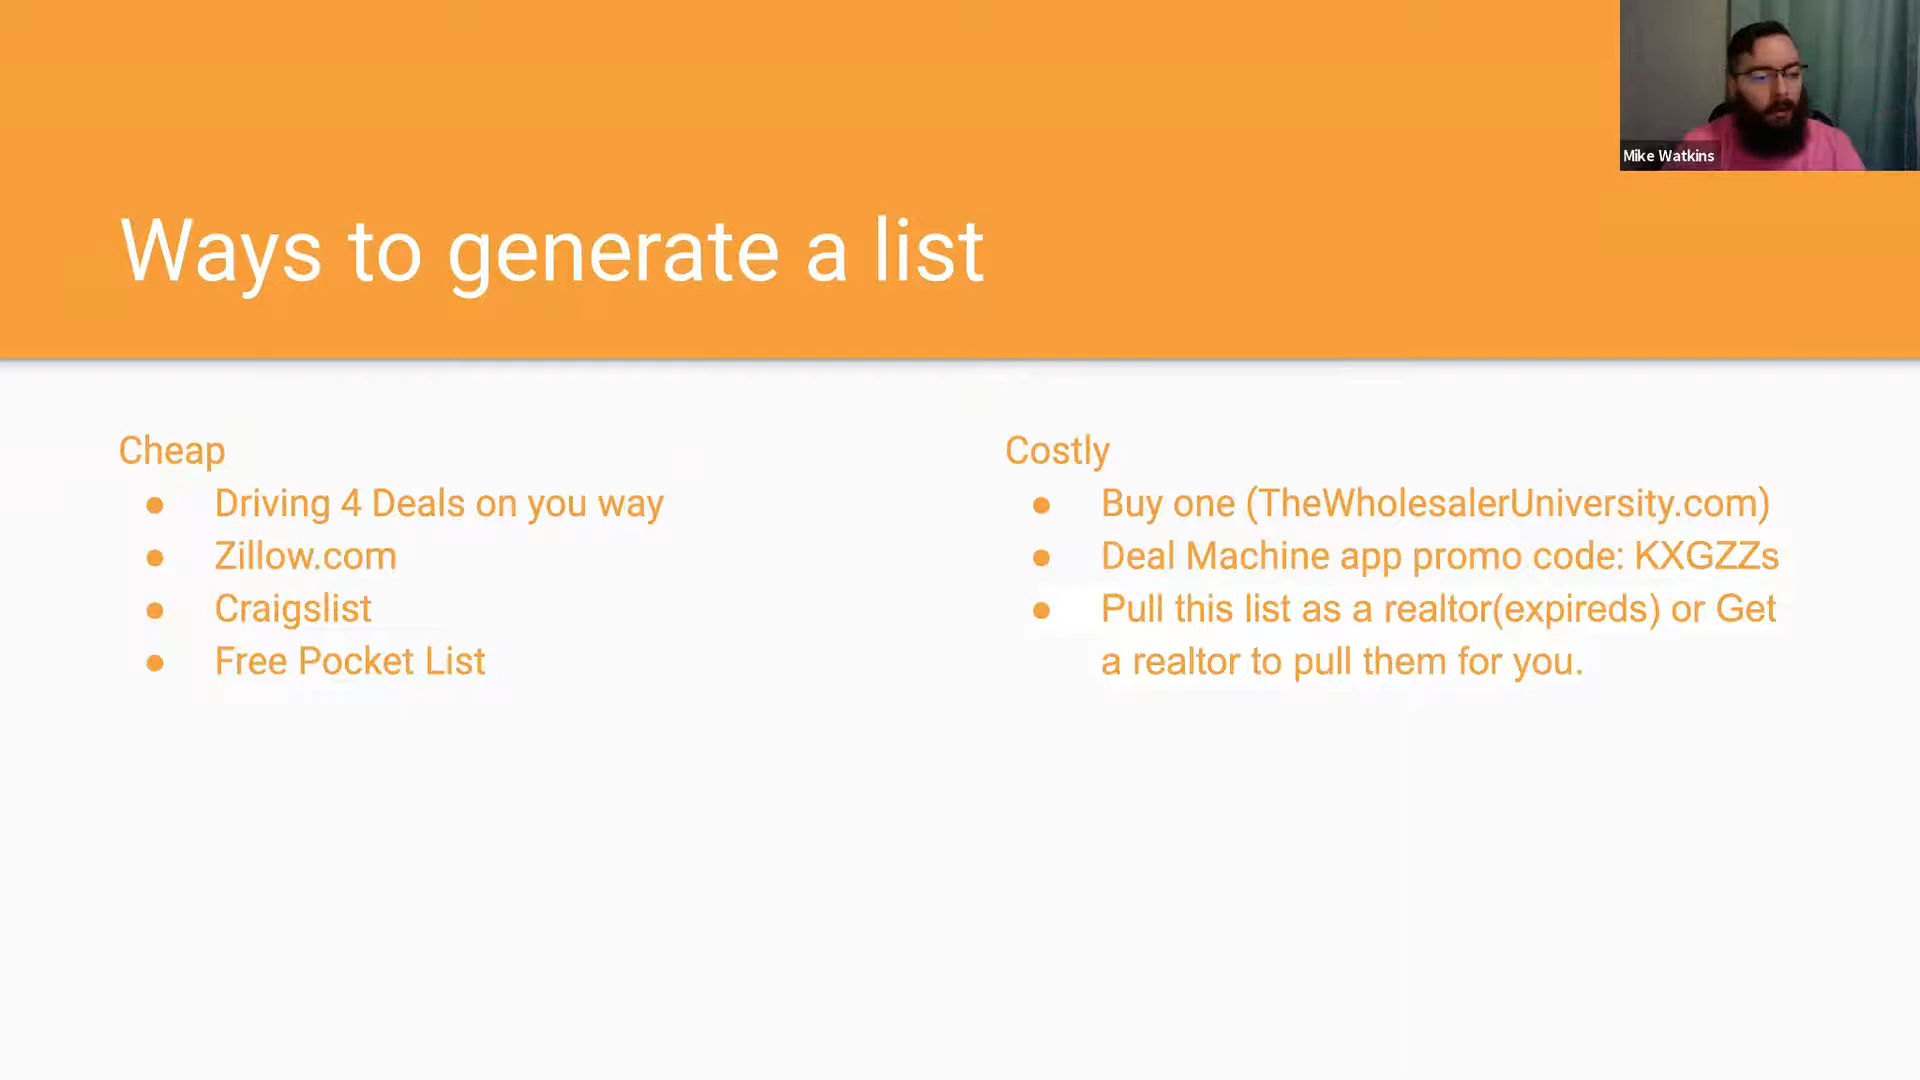 Mike Watkins
Ways to generate a list
Cheap
● Driving 4 Deals on you way
● Zillow.com
● Craigslist
● Free Pocket List
Costly
● Buy one (TheWholesalerUniversity.com)
● Deal Machine app promo code: KXGZZs
● Pull this list as a realtor(expireds) or Get
a realtor to pull them for you.